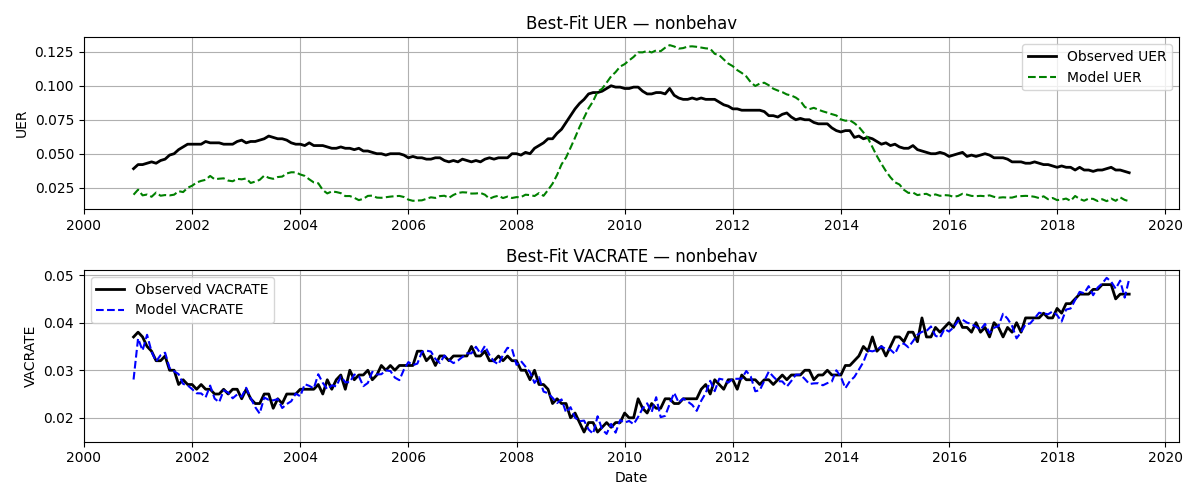 Best-Fit UER — nonbehav
UER
0.125
0.100
0.075
0.050
0.025
Observed UER
Model UER
2000 2002 2004 2006 2008 2010 2012 2014 2016 2018 2020
Best-Fit VACRATE — nonbehav
VACRATE
0.05
0.04
0.03
0.02
Observed VACRATE
Model VACRATE
2000 2002 2004 2006 2008 2010 2012 2014 2016 2018 2020
Date